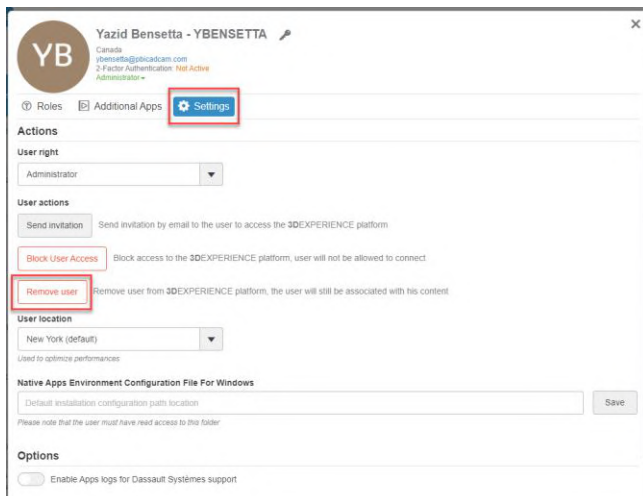 YB
Yazid Bensetta - YBENSETTA
Canada
ybensetta@pbicadcam.com
2-Factor Authentication: Not Active
Administrator
Roles Additional Apps Settings
Actions
User right
Administrator
User actions
Send invitation Send invitation by email to the user to access the 3DEXPERIENCE platform
Block User Access Block access to the 3DEXPERIENCE platform, user will not be allowed to connect
Remove user Remove user from 3DEXPERIENCE platform, the user will still be associated with his content
User location
New York (default)
Used to optimize performances
Native Apps Environment Configuration File For Windows
Default installation configuration path location Save
Please note that the user must have read access to this folder
Options
Enable Apps logs for Dassault Systèmes support